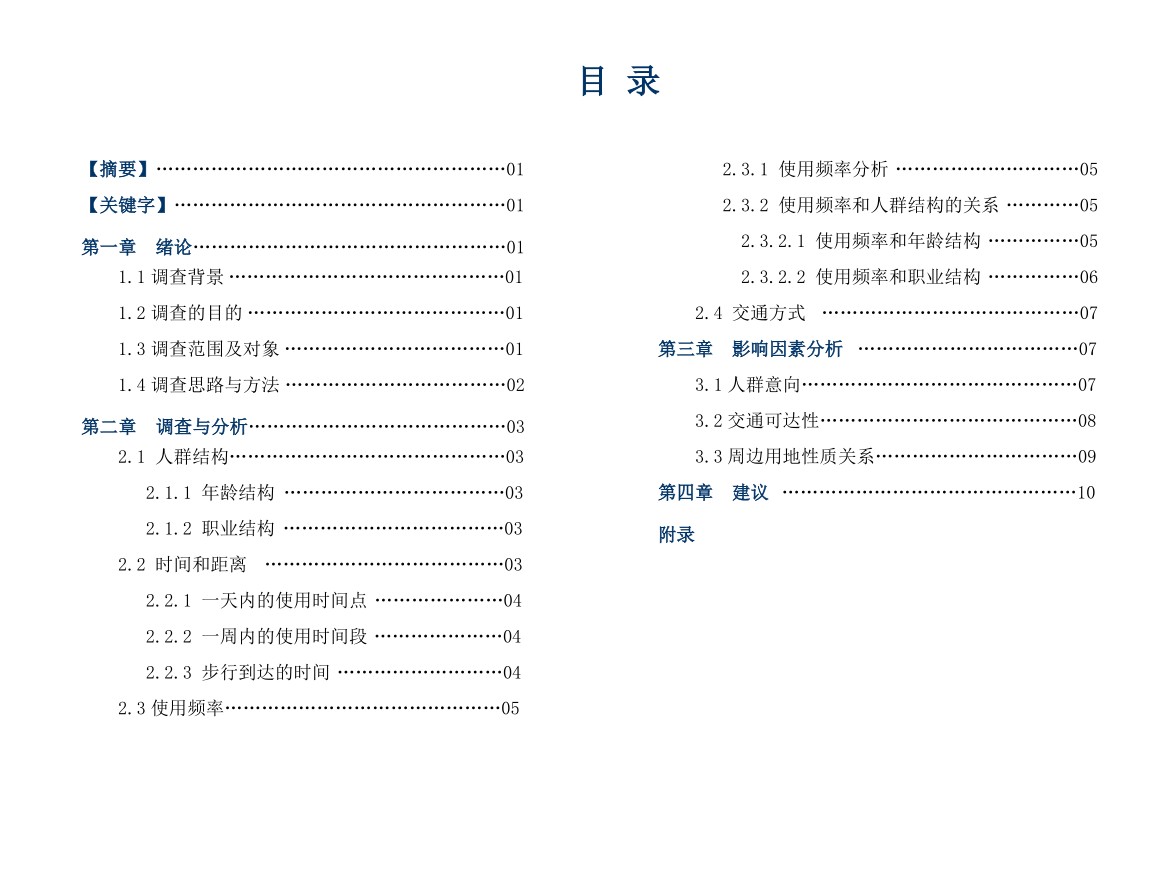 目 录
【摘要】…………………………………………………01
【关键字】………………………………………………01
第一章 绪论……………………………………………01
1.1调查背景 ………………………………………01
1.2调查的目的 ……………………………………01
1.3调查范围及对象 ………………………………01
1.4调查思路与方法 ………………………………02
第二章 调查与分析……………………………………03
2.1 人群结构………………………………………03
2.1.1 年龄结构 ………………………………03
2.1.2 职业结构 ………………………………03
2.2 时间和距离 …………………………………03
2.2.1 一天内的使用时间点 …………………04
2.2.2 一周内的使用时间段 …………………04
2.2.3 步行到达的时间 ………………………04
2.3使用频率………………………………………05
2.3.1 使用频率分析 …………………………05
2.3.2 使用频率和人群结构的关系 …………05
2.3.2.1 使用频率和年龄结构 ……………05
2.3.2.2 使用频率和职业结构 ……………06
2.4 交通方式 ……………………………………07
第三章 影响因素分析 ………………………………07
3.1人群意向………………………………………07
3.2交通可达性……………………………………08
3.3周边用地性质关系……………………………09
第四章 建议 …………………………………………10
附录